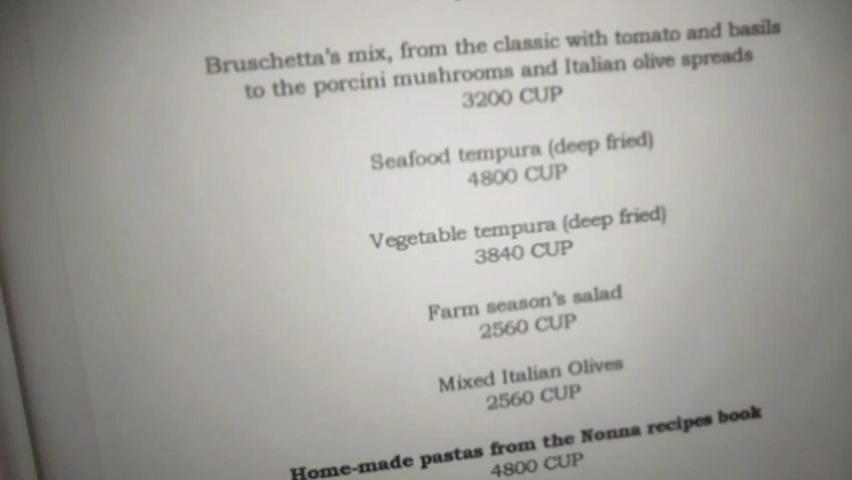 Bruschetta's mix, from the classic with tomato and basils
to the porcini mushrooms and Italian olive spreads
3200 CUP
Seafood tempura (deep fried)
4800 CUP
Vegetable tempura (deep fried)
3840 CUP
Farm season's salad
2560 CUP
Mixed Italian Olives
2560 CUP
Home-made pastas from the Nonna recipes book
4800 CUP